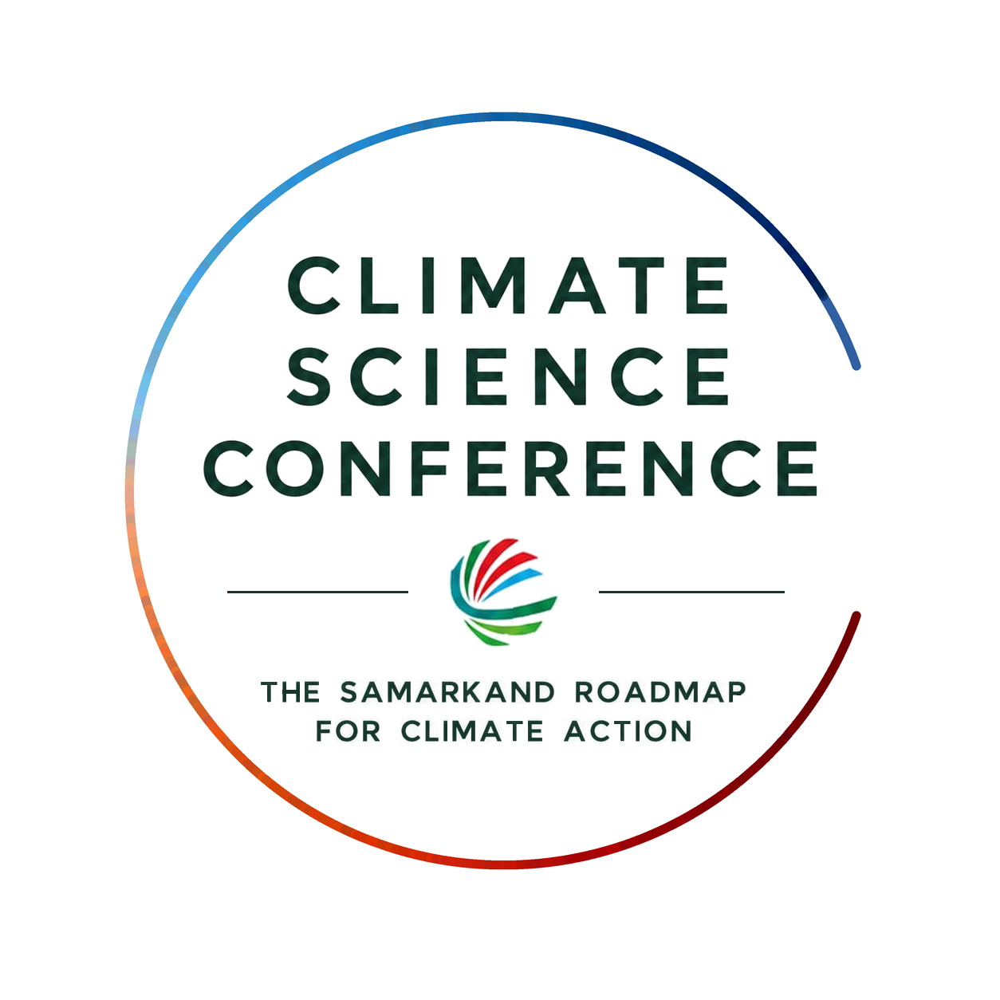 CLIMATE
SCIENCE
CONFERENCE
THE SAMARKAND ROADMAP
FOR CLIMATE ACTION